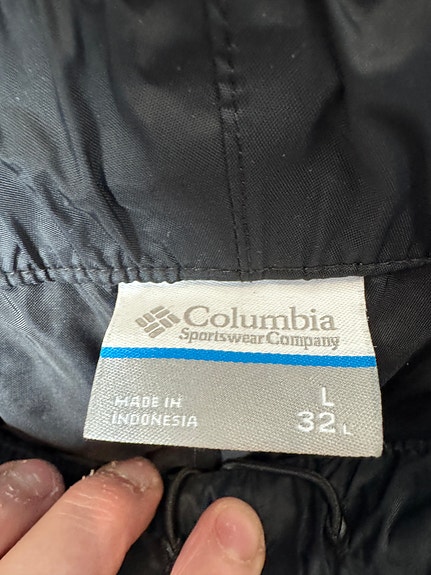 Columbia
Sportswear Company
MADE IN
INDONESIA
L
32 L